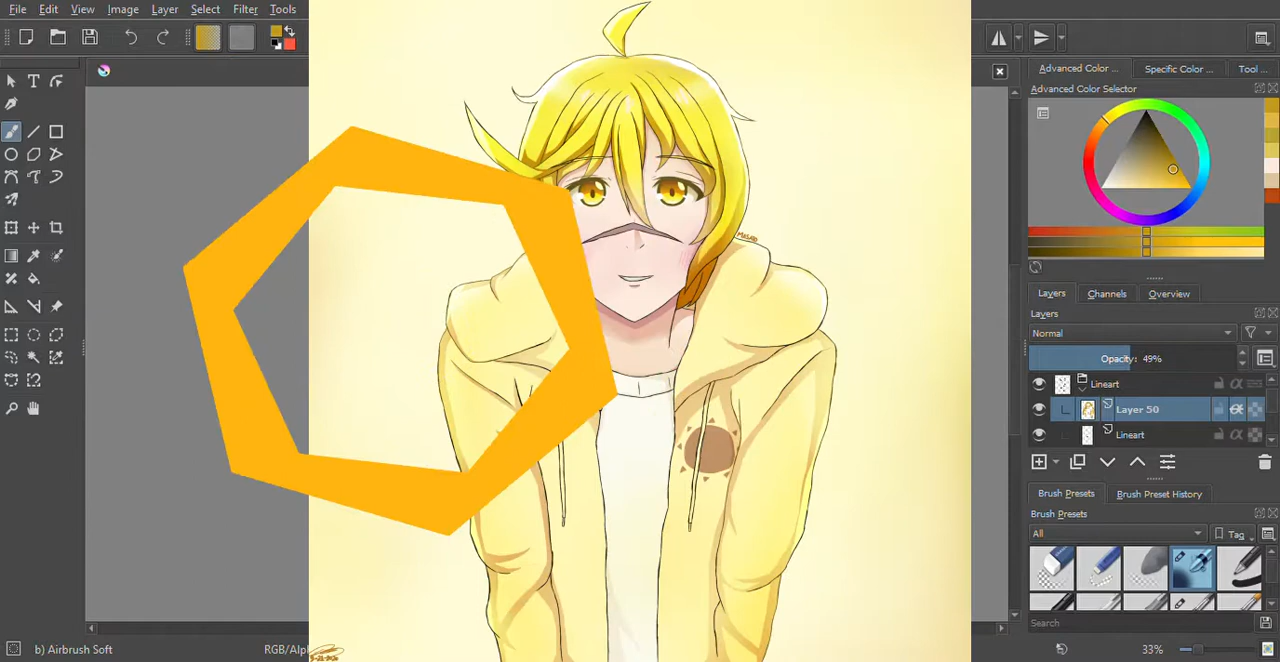 File Edit View Image Layer Select Filter Tools
Advanced Color ... Specific Color ... Tool ...
Advanced Color Selector
Layers Channels Overview
Layers
Normal
Opacity: 49%
Lineart
Layer 50
Lineart
Brush Presets Brush Preset History
Brush Presets
All Tag
Search
b) Airbrush Soft RGB/Alph 33%